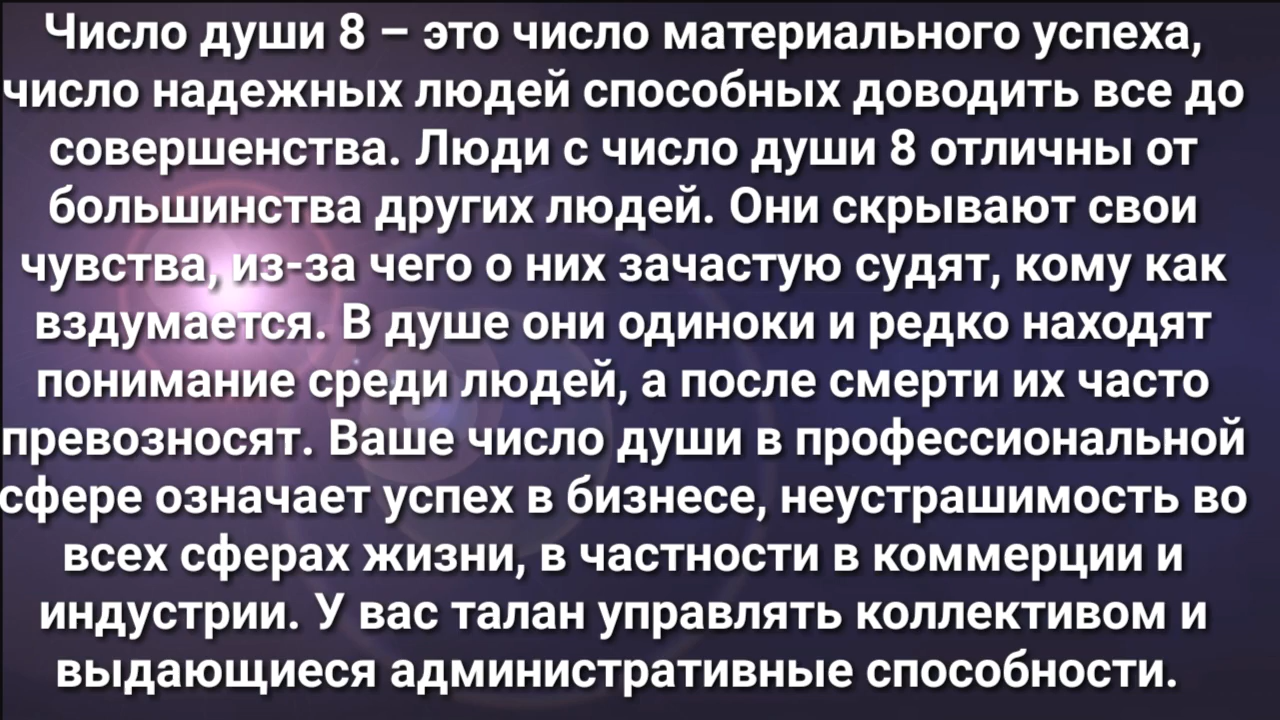 Число души 8 – это число материального успеха,
число надежных людей способных доводить все до
совершенства. Люди с число души 8 отличны от
большинства других людей. Они скрывают свои
чувства, из-за чего о них зачастую судят, кому как
вздумается. В душе они одиноки и редко находят
понимание среди людей, а после смерти их часто
превозносят. Ваше число души в профессиональной
сфере означает успех в бизнесе, неустрашимость во
всех сферах жизни, в частности в коммерции и
индустрии. У вас талан управлять коллективом и
выдающиеся административные способности.